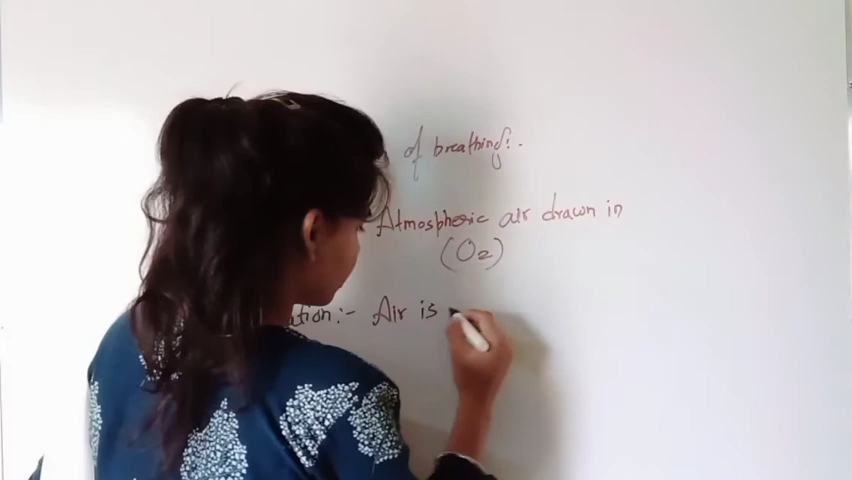 of breathing:.
Atmospheric air drawn in
(O2)
ation:- Air is